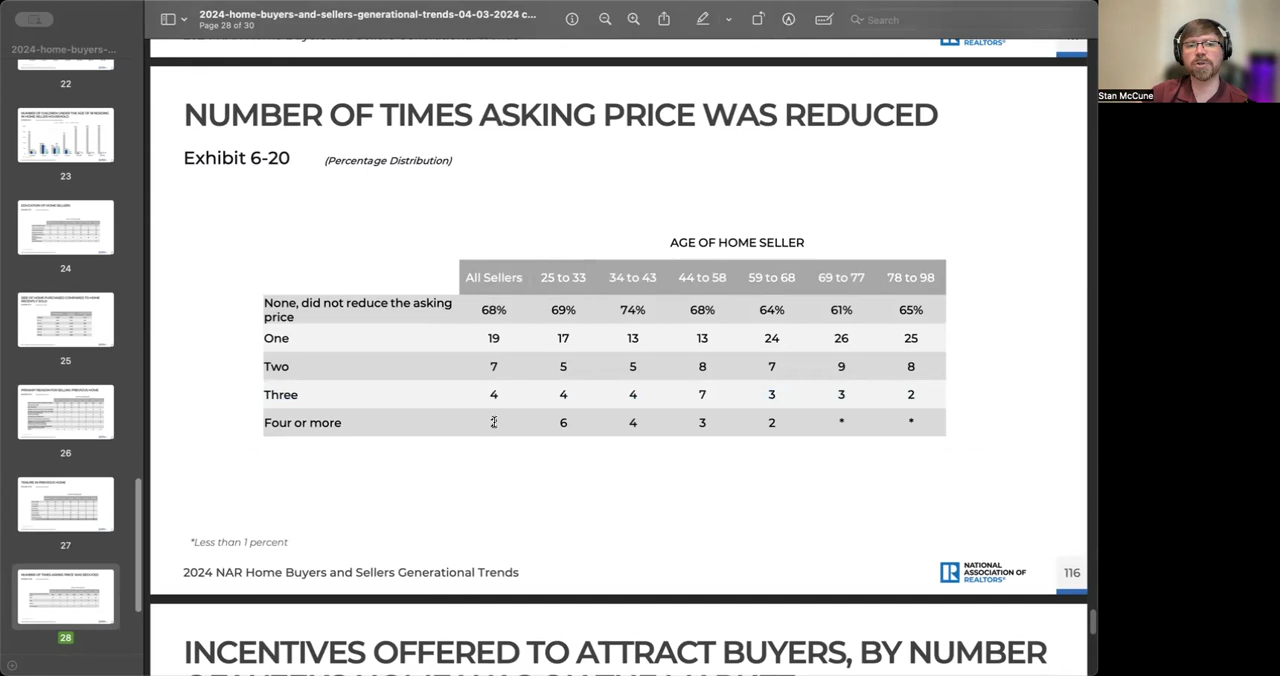 2024-home-buyers-and-sellers-generational-trends-04-03-2024 c...
Page 28 of 30
Search
2024-home-buyers-...
22
23
24
25
26
27
28
REALTORS®
NUMBER OF TIMES ASKING PRICE WAS REDUCED
Exhibit 6-20 (Percentage Distribution)
AGE OF HOME SELLER
All Sellers 25 to 33 34 to 43 44 to 58 59 to 68 69 to 77 78 to 98
None, did not reduce the asking price 68% 69% 74% 68% 64% 61% 65%
One 19 17 13 13 24 26 25
Two 7 5 5 8 7 9 8
Three 4 4 4 7 3 3 2
Four or more 6 4 3 2 * *
*Less than 1 percent
2024 NAR Home Buyers and Sellers Generational Trends
NATIONAL
ASSOCIATION OF
REALTORS®
116
INCENTIVES OFFERED TO ATTRACT BUYERS, BY NUMBER
Stan McCune